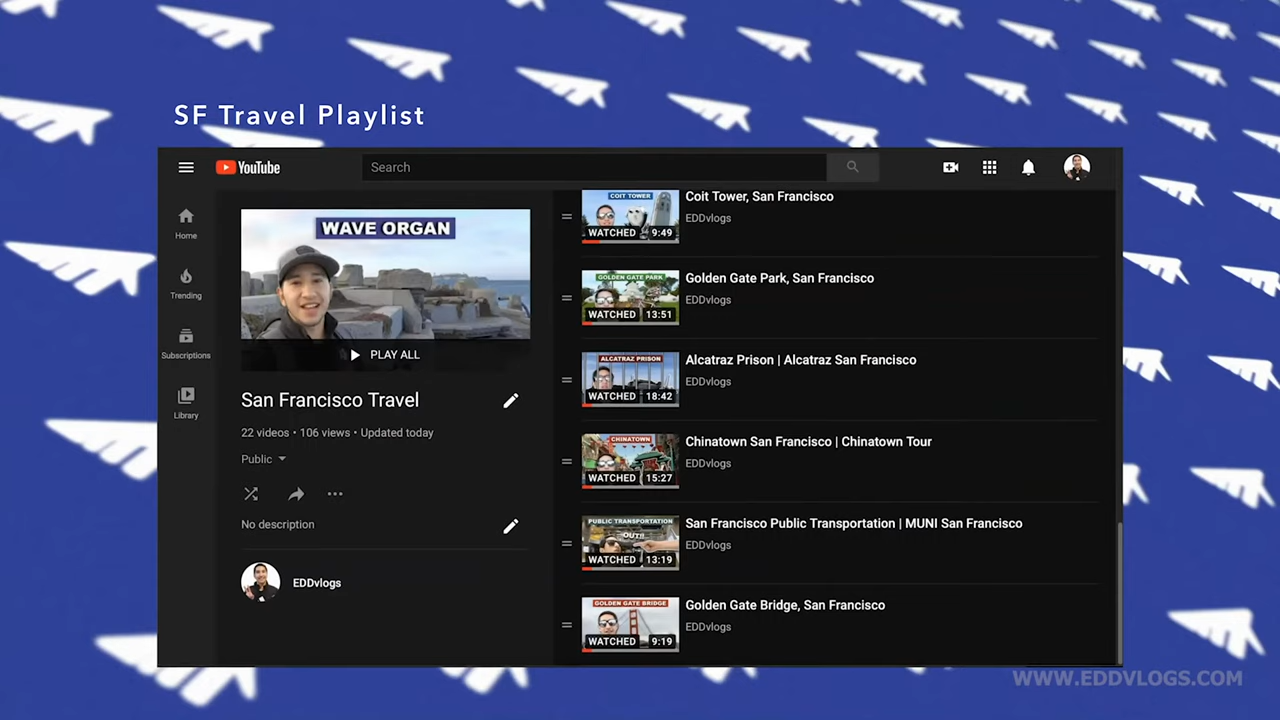 SF Travel Playlist
YouTube
Search
Home
Trending
Subscriptions
Library
WAVE ORGAN
PLAY ALL
San Francisco Travel
22 videos • 106 views • Updated today
Public
No description
EDDvlogs
COIT TOWER
WATCHED 9:49
Coit Tower, San Francisco
EDDvlogs
GOLDEN GATE PARK
WATCHED 13:51
Golden Gate Park, San Francisco
EDDvlogs
ALCATRAZ PRISON
WATCHED 18:42
Alcatraz Prison | Alcatraz San Francisco
EDDvlogs
CHINATOWN
WATCHED 15:27
Chinatown San Francisco | Chinatown Tour
EDDvlogs
PUBLIC TRANSPORTATION
OUT!!
WATCHED 13:19
San Francisco Public Transportation | MUNI San Francisco
EDDvlogs
GOLDEN GATE BRIDGE
WATCHED 9:19
Golden Gate Bridge, San Francisco
EDDvlogs
WWW.EDDVLOGS.COM